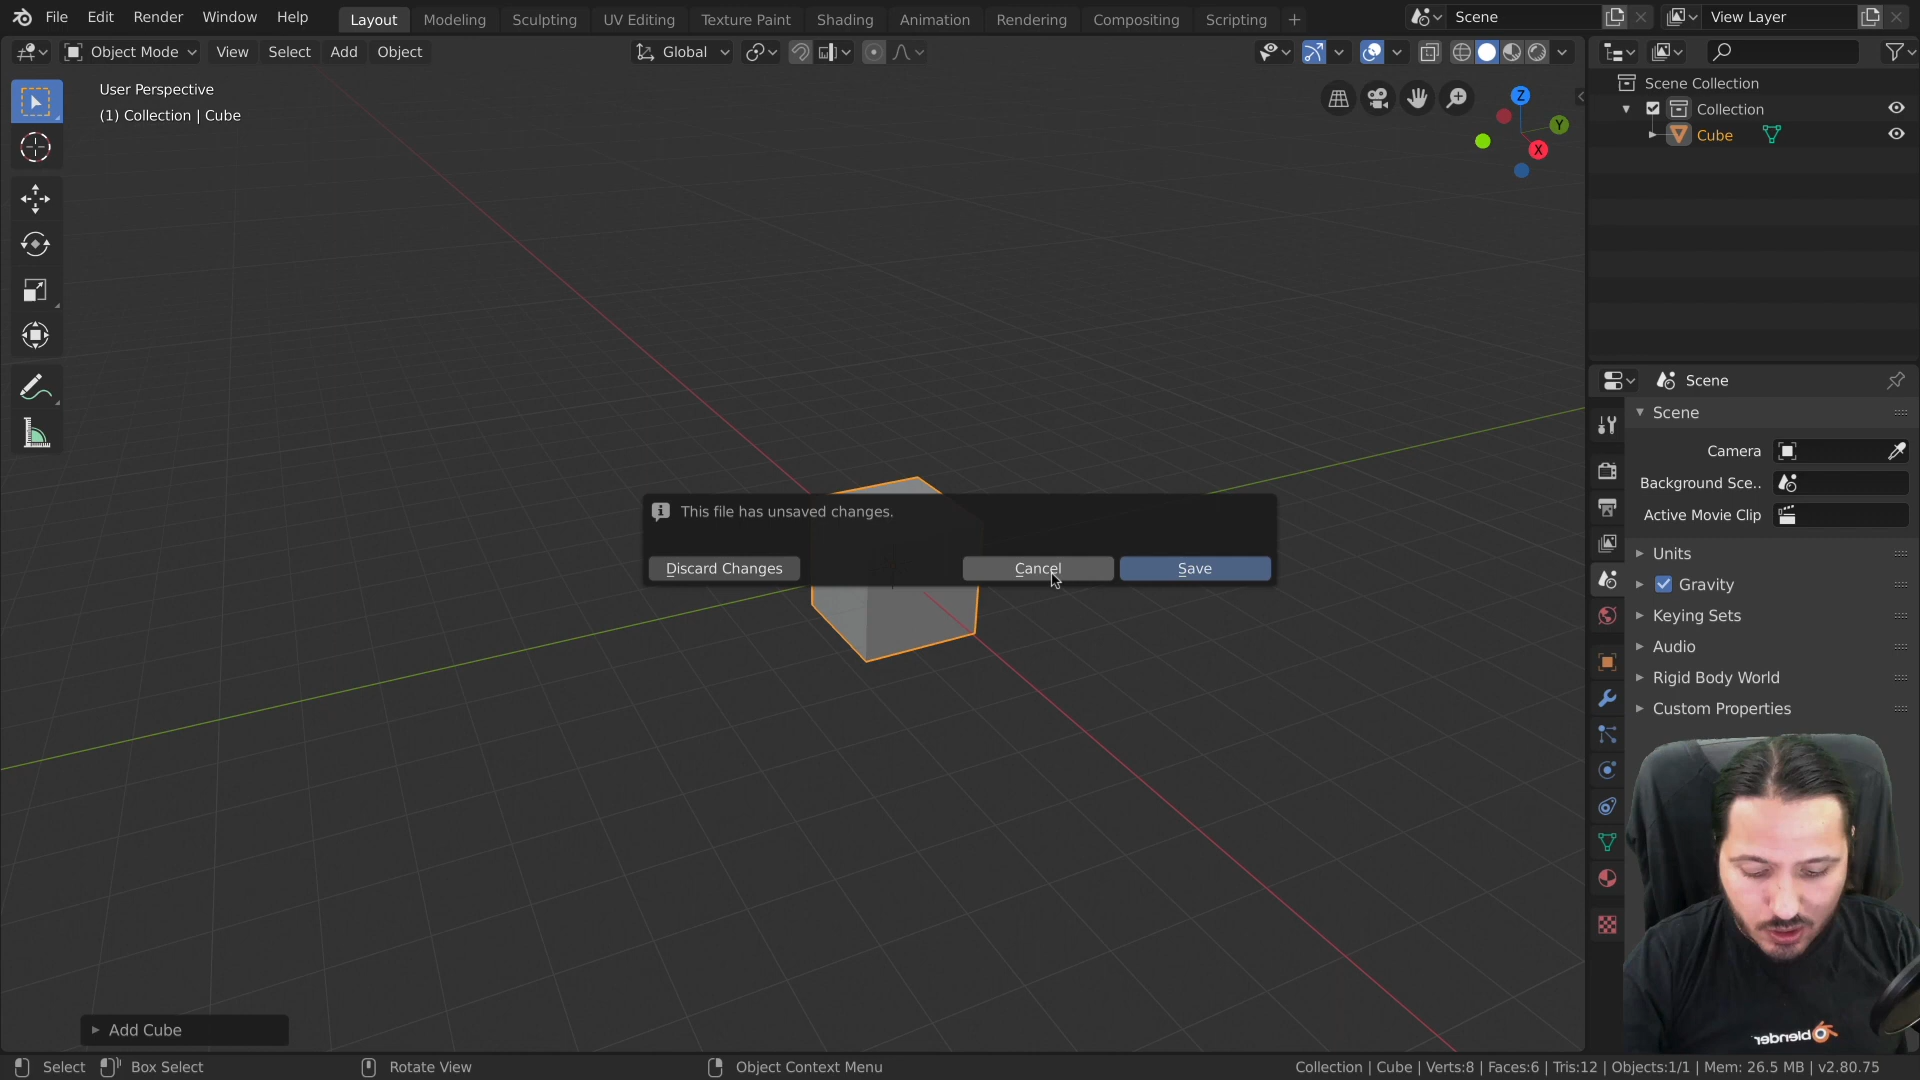 File Edit Render Window Help
Layout Modeling Sculpting UV Editing Texture Paint Shading Animation Rendering Compositing Scripting
Scene
View Layer
Object Mode View Select Add Object
Global
User Perspective
(1) Collection | Cube
Z
Y
X
Scene Collection
Collection
Cube
Scene
Scene
Camera
Background Sce..
Active Movie Clip
Units
Gravity
Keying Sets
Audio
Rigid Body World
Custom Properties
This file has unsaved changes.
Discard Changes Cancel Save
Add Cube
blender
Select Box Select Rotate View Object Context Menu
Collection | Cube | Verts:8 | Faces:6 | Tris:12 | Objects:1/1 | Mem: 26.5 MB | v2.80.75